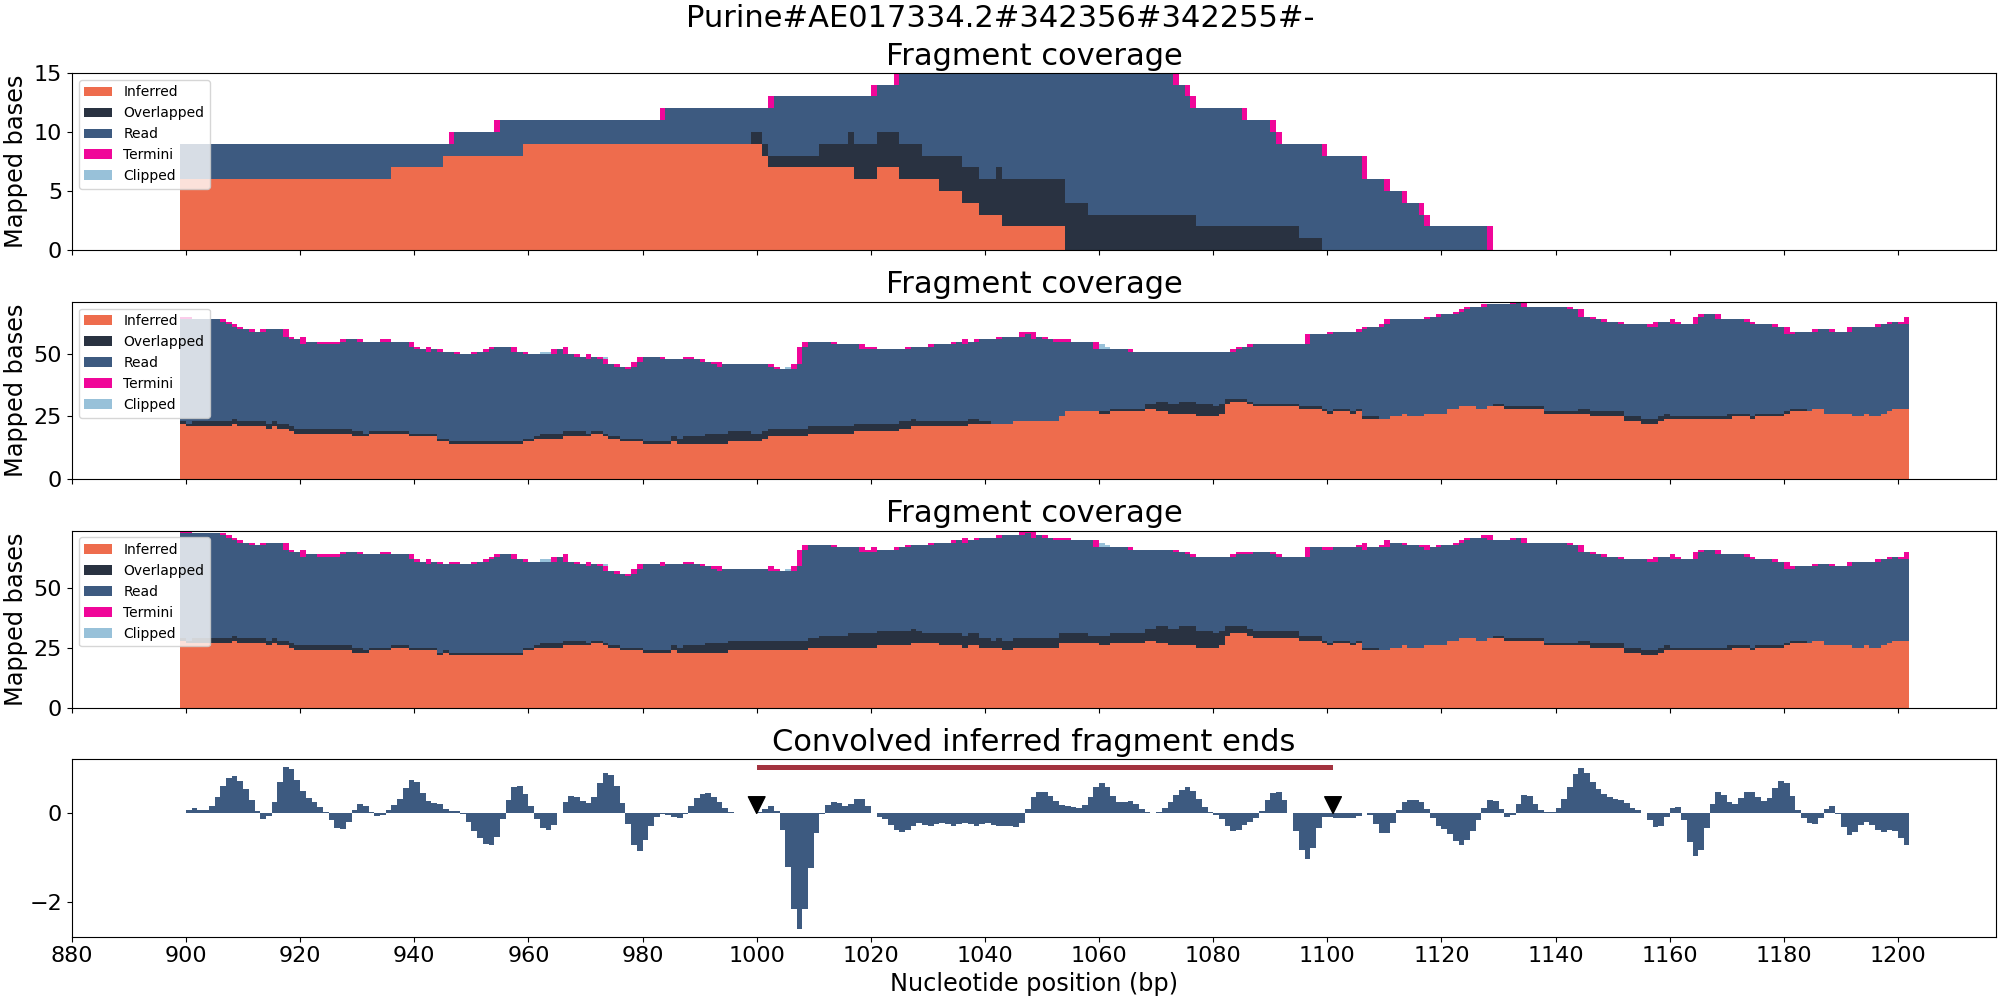 Purine#AE017334.2#342356#342255#-
Fragment coverage
Mapped bases
15
10
5
0
Inferred
Overlapped
Read
Termini
Clipped
Fragment coverage
Mapped bases
50
25
0
Inferred
Overlapped
Read
Termini
Clipped
Fragment coverage
Mapped bases
50
25
0
Inferred
Overlapped
Read
Termini
Clipped
Convolved inferred fragment ends
0
−2
880 900 920 940 960 980 1000 1020 1040 1060 1080 1100 1120 1140 1160 1180 1200
Nucleotide position (bp)